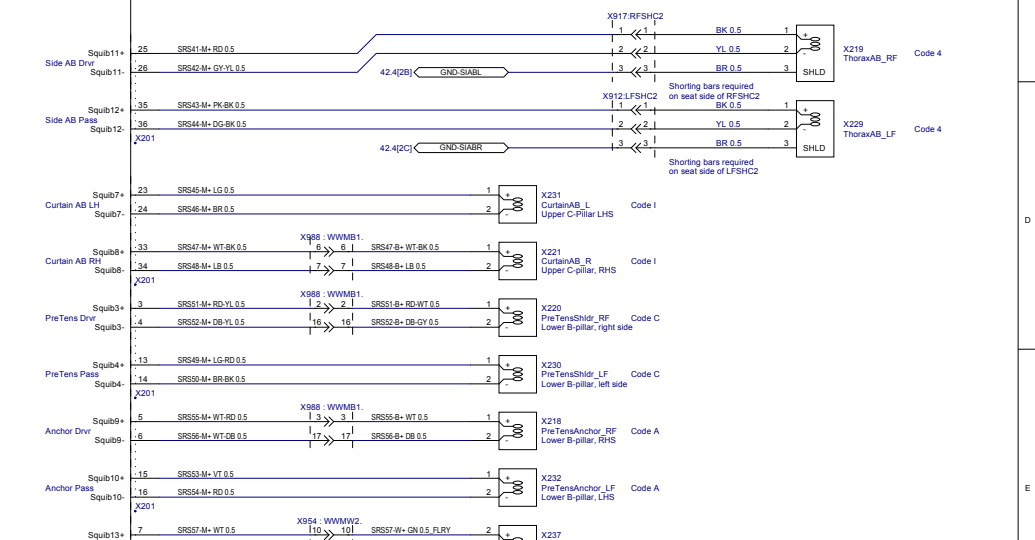 X917:RFSHC2
1 1 BK 0.5 1
Squib11+ 25 SRS41-M+ RD 0.5 2 2 YL 0.5 2 + - X219
Side AB Drvr ThoraxAB_RF Code 4
Squib11- 26 SRS42-M+ GY-YL 0.5 42.4[2B] GND-SIABL 3 3 BR 0.5 3 SHLD
Shorting bars required
on seat side of RFSHC2
X912:LFSHC2
Squib12+ 35 SRS43-M+ PK-BK 0.5 1 1 BK 0.5 1 +
Side AB Pass
Squib12- 36 SRS44-M+ DG-BK 0.5 2 2 YL 0.5 2 - X229
ThoraxAB_LF Code 4
X201
42.4[2C] GND-SIABR 3 3 BR 0.5 3 SHLD
Shorting bars required
on seat side of LFSHC2
Squib7+ 23 SRS45-M+ LG 0.5 1 + X231
Curtain AB LH CurtainAB_L Code I
Squib7- 24 SRS46-M+ BR 0.5 2 - Upper C-Pillar LHS
D
X988 : WWMB1.
Squib8+ 33 SRS47-M+ WT-BK 0.5 6 6 SRS47-B+ WT-BK 0.5 1 + X221
Curtain AB RH CurtainAB_R Code I
Squib8- 34 SRS48-M+ LB 0.5 7 7 SRS48-B+ LB 0.5 2 - Upper C-pillar, RHS
X201
X988 : WWMB1.
Squib3+ 3 SRS51-M+ RD-YL 0.5 2 2 SRS51-B+ RD-WT 0.5 1 + X220
PreTens Drvr PreTensShldr_RF Code C
Squib3- 4 SRS52-M+ DB-YL 0.5 16 16 SRS52-B+ DB-GY 0.5 2 - Lower B-pillar, right side
Squib4+ 13 SRS49-M+ LG-RD 0.5 1 + X230
PreTens Pass PreTensShldr_LF Code C
Squib4- 14 SRS50-M+ BR-BK 0.5 2 - Lower B-pillar, left side
X201
X988 : WWMB1.
Squib9+ 5 SRS55-M+ WT-RD 0.5 3 3 SRS55-B+ WT 0.5 1 + X218
Anchor Drvr PreTensAnchor_RF Code A
Squib9- 6 SRS56-M+ WT-DB 0.5 17 17 SRS56-B+ DB 0.5 2 - Lower B-pillar, RHS
Squib10+ 15 SRS53-M+ VT 0.5 1 + X232
Anchor Pass PreTensAnchor_LF Code A
E
Squib10- 16 SRS54-M+ RD 0.5 2 - Lower B-pillar, LHS
X201
X954 : WWMW2.
Squib13+ 7 SRS57-M+ WT 0.5 10 10 SRS57-W+ GN 0.5_FLRY 2 + X237